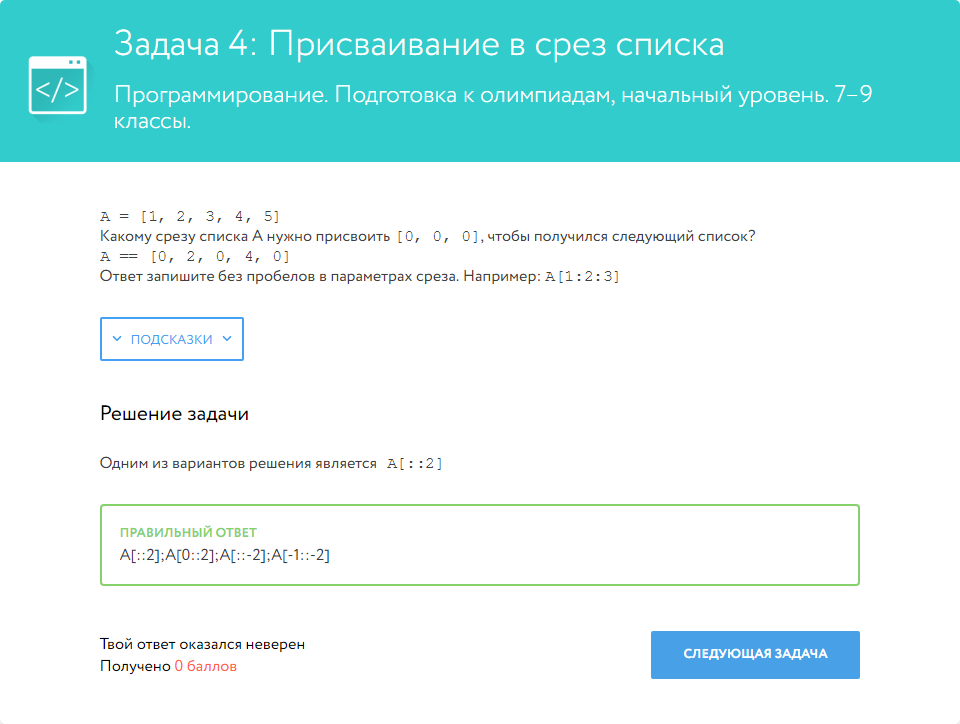 Задача 4: Присваивание в срез списка
</>
Программирование. Подготовка к олимпиадам, начальный уровень. 7–9
классы.
A = [1, 2, 3, 4, 5]
Какому срезу списка A нужно присвоить [0, 0, 0], чтобы получился следующий список?
A == [0, 2, 0, 4, 0]
Ответ запишите без пробелов в параметрах среза. Например: A[1:2:3]
ПОДСКАЗКИ
Решение задачи
Одним из вариантов решения является A[::2]
ПРАВИЛЬНЫЙ ОТВЕТ
A[::2];A[0::2];A[::-2];A[-1::-2]
Твой ответ оказался неверен
Получено 0 баллов
СЛЕДУЮЩАЯ ЗАДАЧА